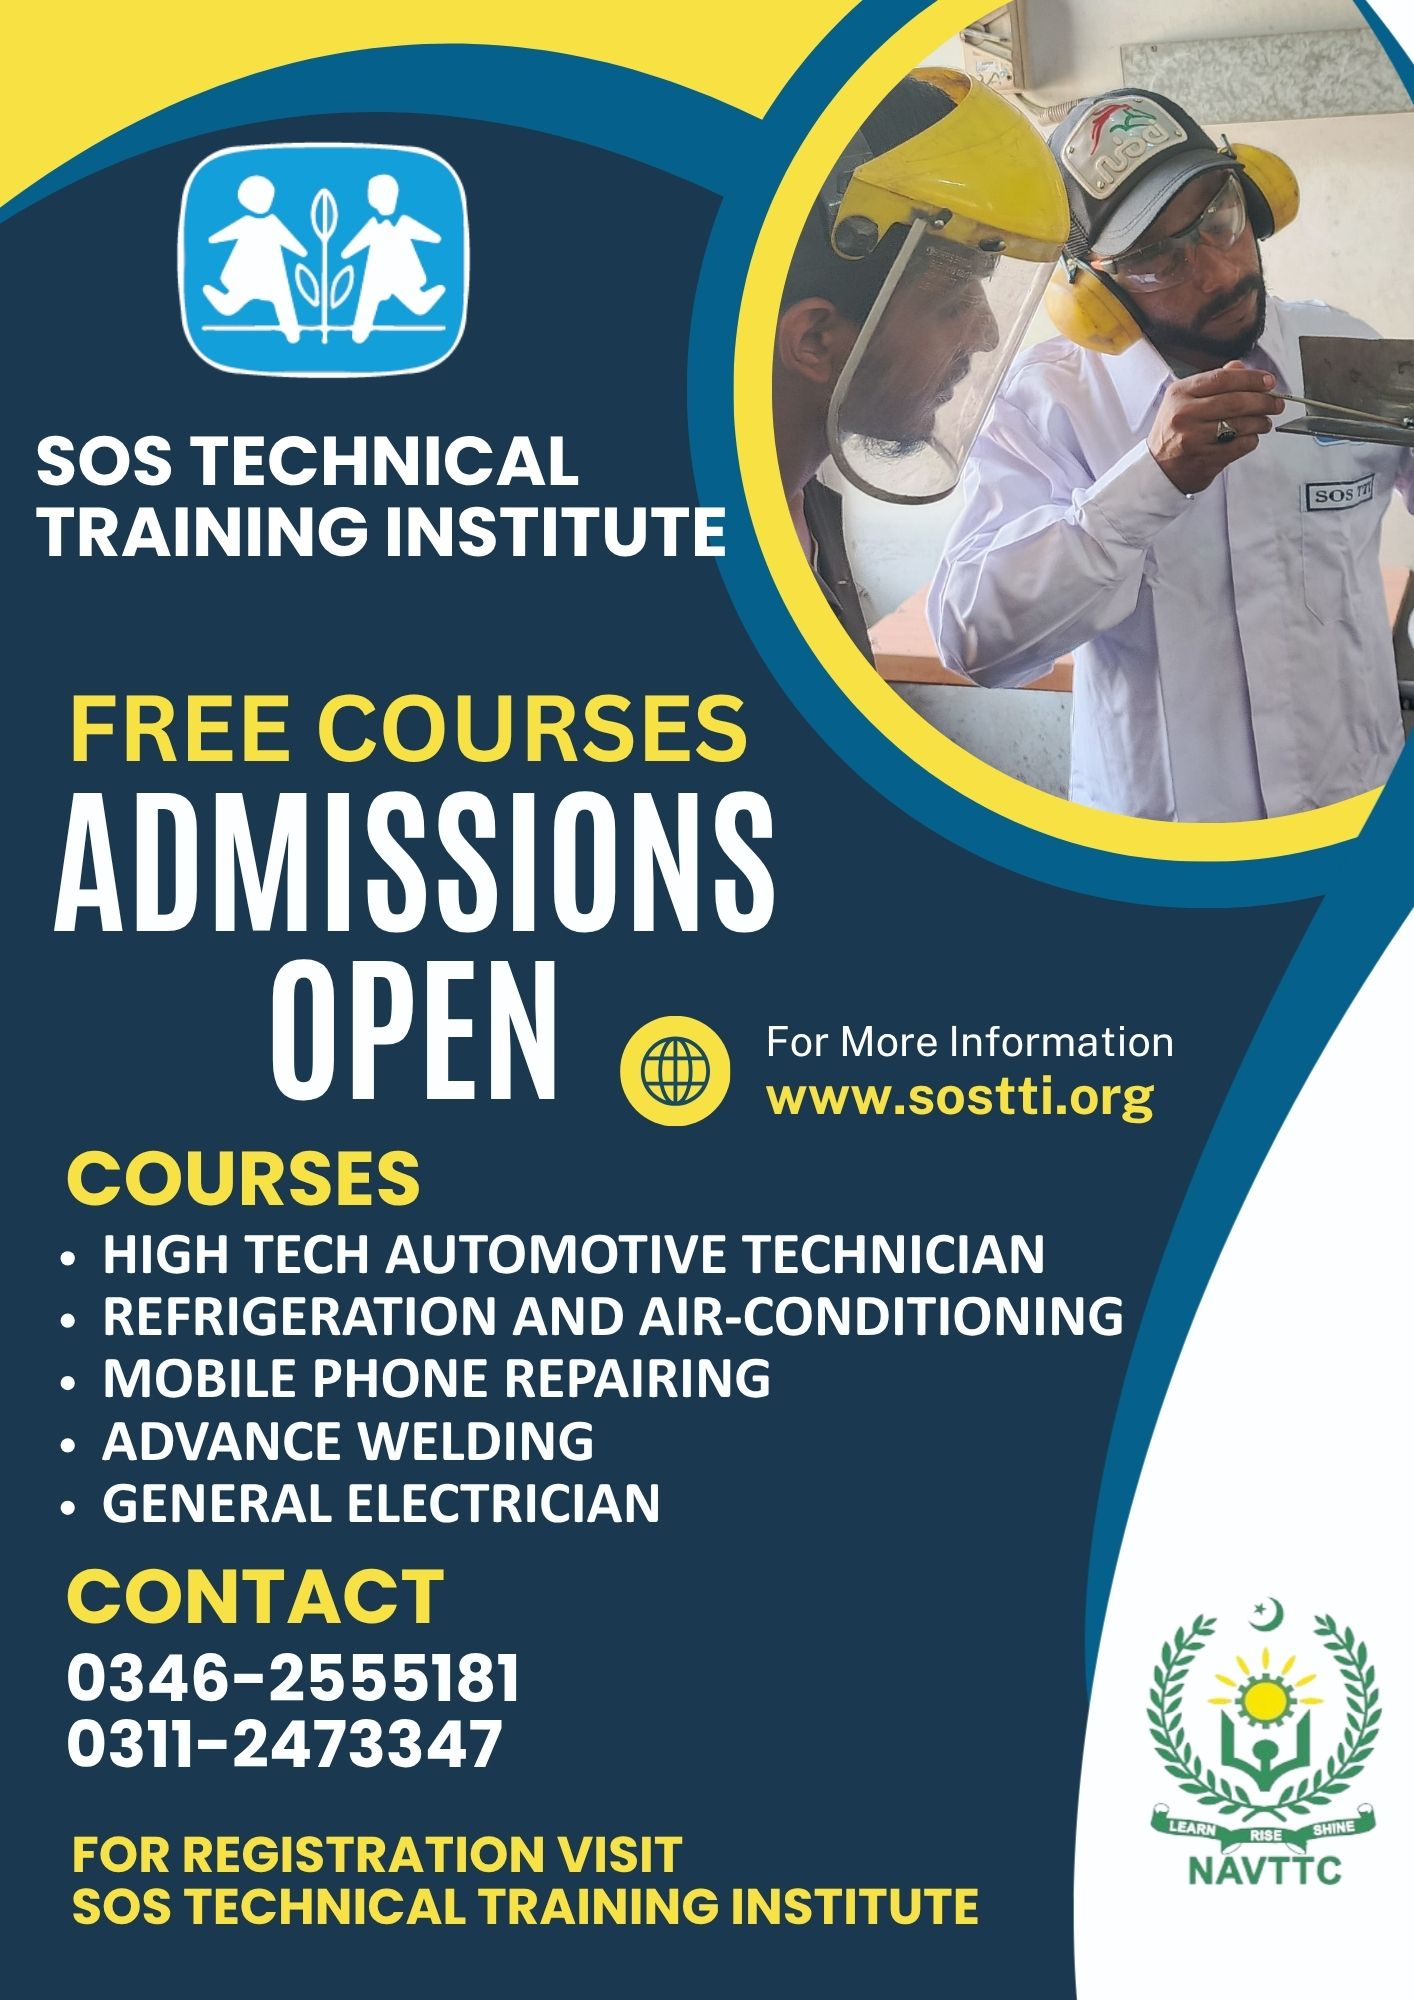 SOS TECHNICAL
TRAINING INSTITUTE
SOS TTI
FREE COURSES
ADMISSIONS
OPEN
For More Information
www.sostti.org
COURSES
• HIGH TECH AUTOMOTIVE TECHNICIAN
• REFRIGERATION AND AIR-CONDITIONING
• MOBILE PHONE REPAIRING
• ADVANCE WELDING
• GENERAL ELECTRICIAN
CONTACT
0346-2555181
0311-2473347
FOR REGISTRATION VISIT
SOS TECHNICAL TRAINING INSTITUTE
LEARN RISE SHINE
NAVTTC